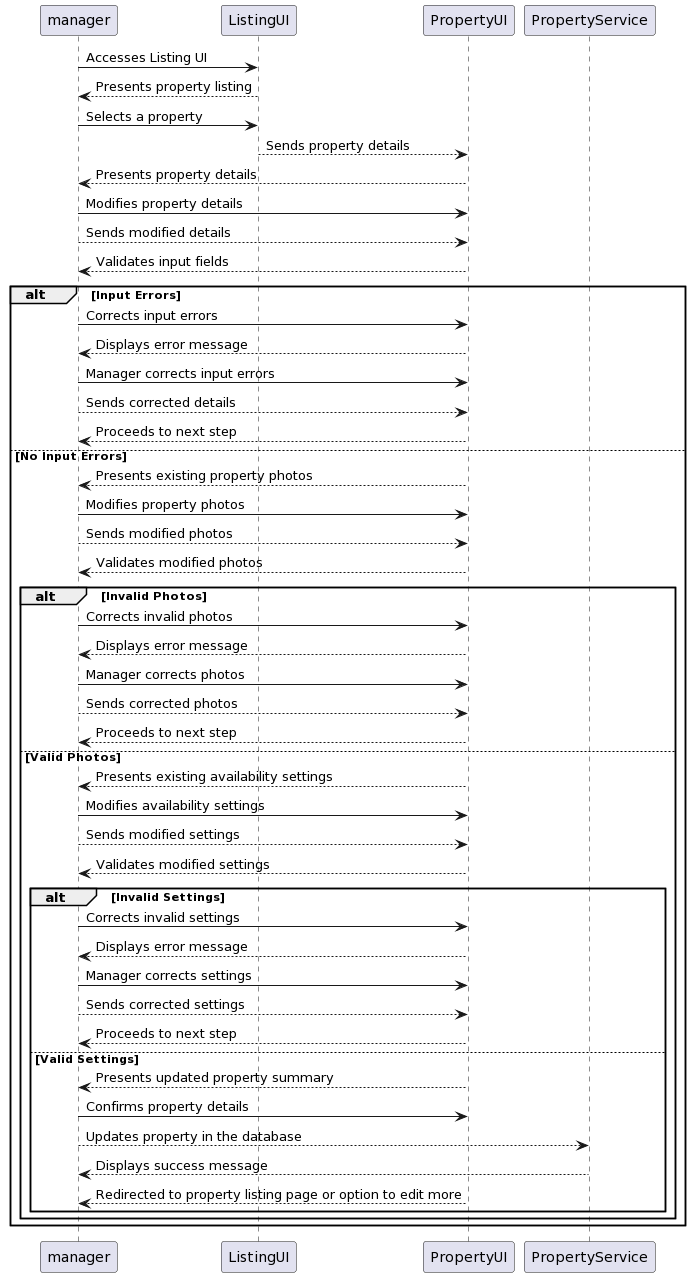 manager ListingUI PropertyUI PropertyService
Accesses Listing UI
Presents property listing
Selects a property
Sends property details
Presents property details
Modifies property details
Sends modified details
Validates input fields
alt [Input Errors]
Corrects input errors
Displays error message
Manager corrects input errors
Sends corrected details
Proceeds to next step
[No Input Errors]
Presents existing property photos
Modifies property photos
Sends modified photos
Validates modified photos
alt [Invalid Photos]
Corrects invalid photos
Displays error message
Manager corrects photos
Sends corrected photos
Proceeds to next step
[Valid Photos]
Presents existing availability settings
Modifies availability settings
Sends modified settings
Validates modified settings
alt [Invalid Settings]
Corrects invalid settings
Displays error message
Manager corrects settings
Sends corrected settings
Proceeds to next step
[Valid Settings]
Presents updated property summary
Confirms property details
Updates property in the database
Displays success message
Redirected to property listing page or option to edit more
manager ListingUI PropertyUI PropertyService